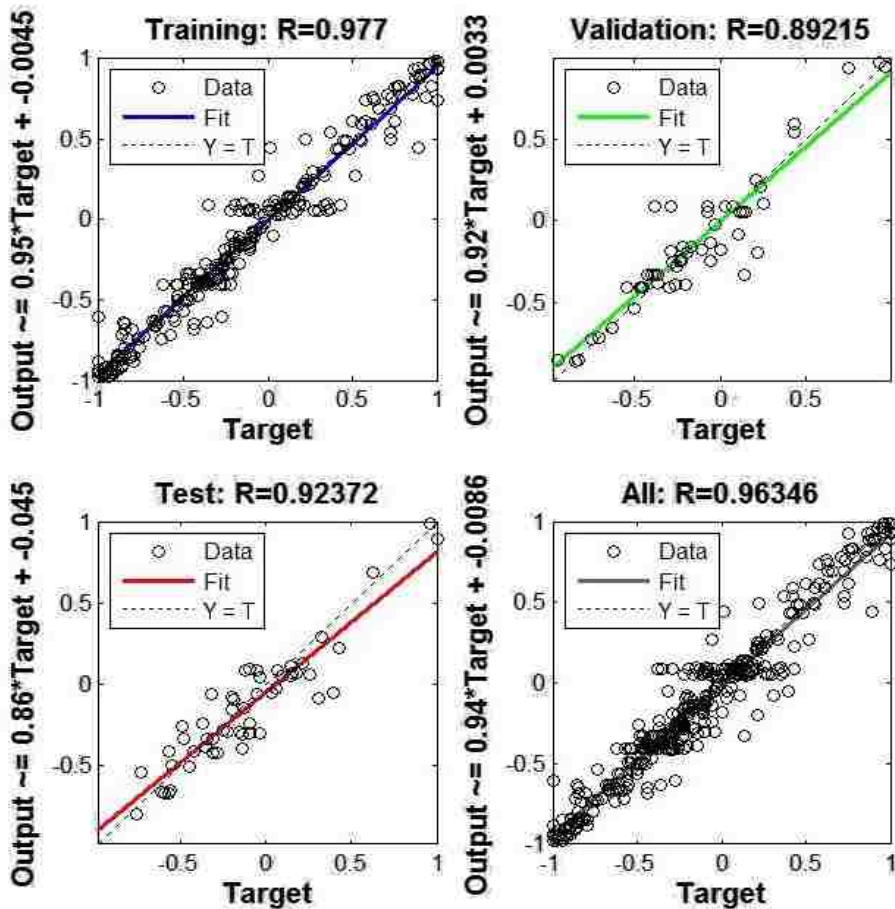 Training: R=0.977
Output ~= 0.95*Target + -0.0045
1
0.5
0
-0.5
-1
Data
Fit
Y = T
-1 -0.5 0 0.5 1
Target
Validation: R=0.89215
Output ~= 0.92*Target + 0.0033
1
0.5
0
-0.5
Data
Fit
Y = T
-0.5 0 0.5
Target
Test: R=0.92372
Output ~= 0.86*Target + -0.045
1
0.5
0
-0.5
Data
Fit
Y = T
-0.5 0 0.5 1
Target
All: R=0.96346
Output ~= 0.94*Target + -0.0086
1
0.5
0
-0.5
-1
Data
Fit
Y = T
-1 -0.5 0 0.5 1
Target